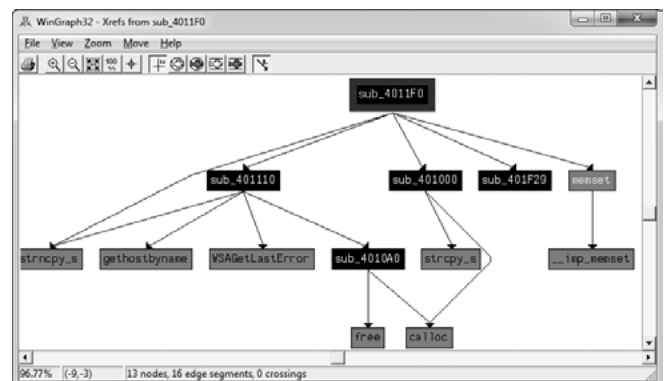 WinGraph32 - Xrefs from sub_4011F0
File View Zoom Move Help
100 %
N
sub_4011F0
sub_401110 sub_401000 sub_401F29 memset
strncpy_s gethostbyname WSAGetLastError sub_4010A0 strcpy_s __imp_memset
free calloc
96.77% (-9,-3) 13 nodes, 16 edge segments, 0 crossings